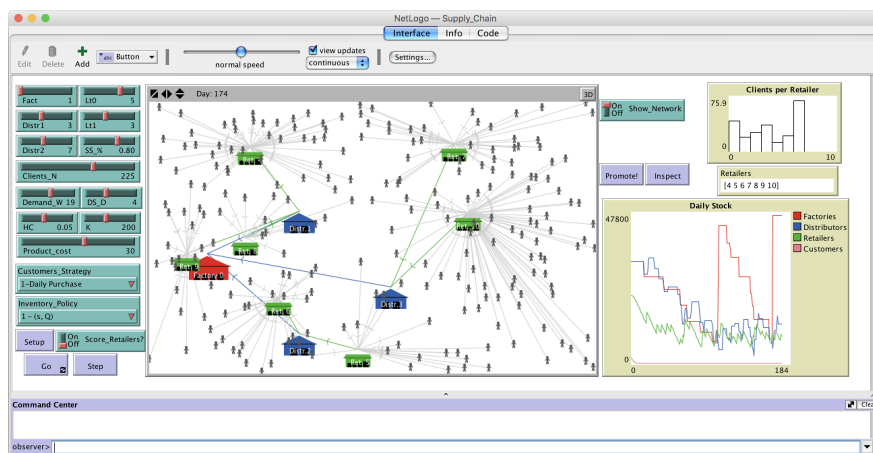 NetLogo — Supply_Chain
Interface Info Code
Edit Delete Add abc Button normal speed view updates continuous Settings...
Fact 1 Lt0 5
Distr1 3 Lt1 3
Distr2 7 SS_% 0.80
Clients_N 225
Demand_W 19 DS_D 4
HC 0.05 K 200
Product_cost 30
Customers_Strategy
1-Daily Purchase
Inventory_Policy
1 - (s, Q)
Setup On Off Score_Retailers?
Go Step
Day: 174 3D
Distr.1
Factory 0
Distr.3
Distr.2
On Off Show_Network
Promote! Inspect
Clients per Retailer
75.9
0
0 10
Retailers
[4 5 6 7 8 9 10]
Daily Stock
47800
0
0 184
Factories
Distributors
Retailers
Customers
Command Center Clea
observer>